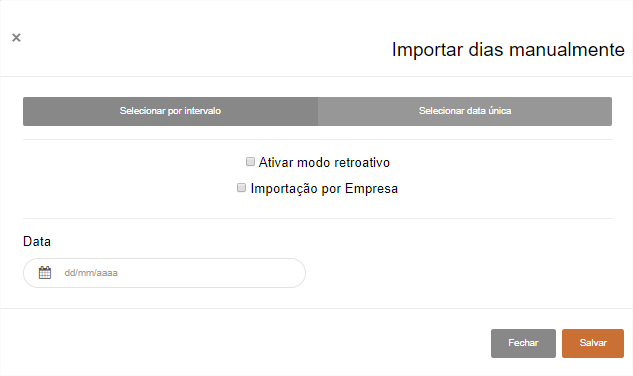 ×
Importar dias manualmente
Selecionar por intervalo
Selecionar data única
Ativar modo retroativo
Importação por Empresa
Data
dd/mm/aaaa
Fechar
Salvar